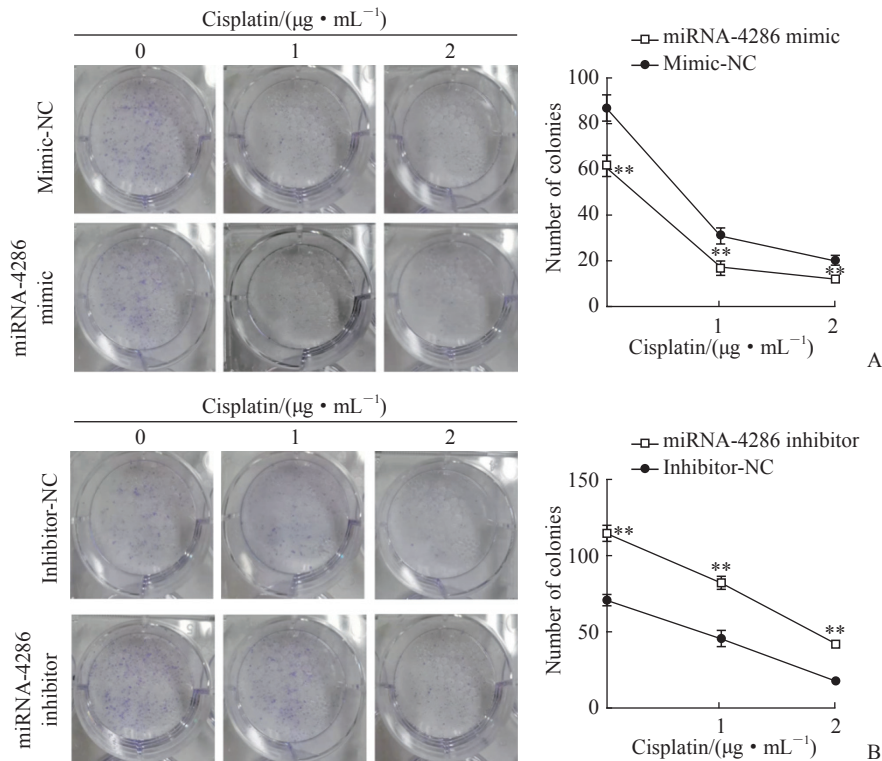 Cisplatin/(μg · mL⁻¹)
0 1 2
Mimic-NC
miRNA-4286
mimic
miRNA-4286 mimic
Mimic-NC
100
80
60
40
20
0
Number of colonies
**
**
**
1 2
Cisplatin/(μg · mL⁻¹)
A
Cisplatin/(μg · mL⁻¹)
0 1 2
Inhibitor-NC
miRNA-4286
inhibitor
miRNA-4286 inhibitor
Inhibitor-NC
150
100
50
0
Number of colonies
**
**
**
1 2
Cisplatin/(μg · mL⁻¹)
B